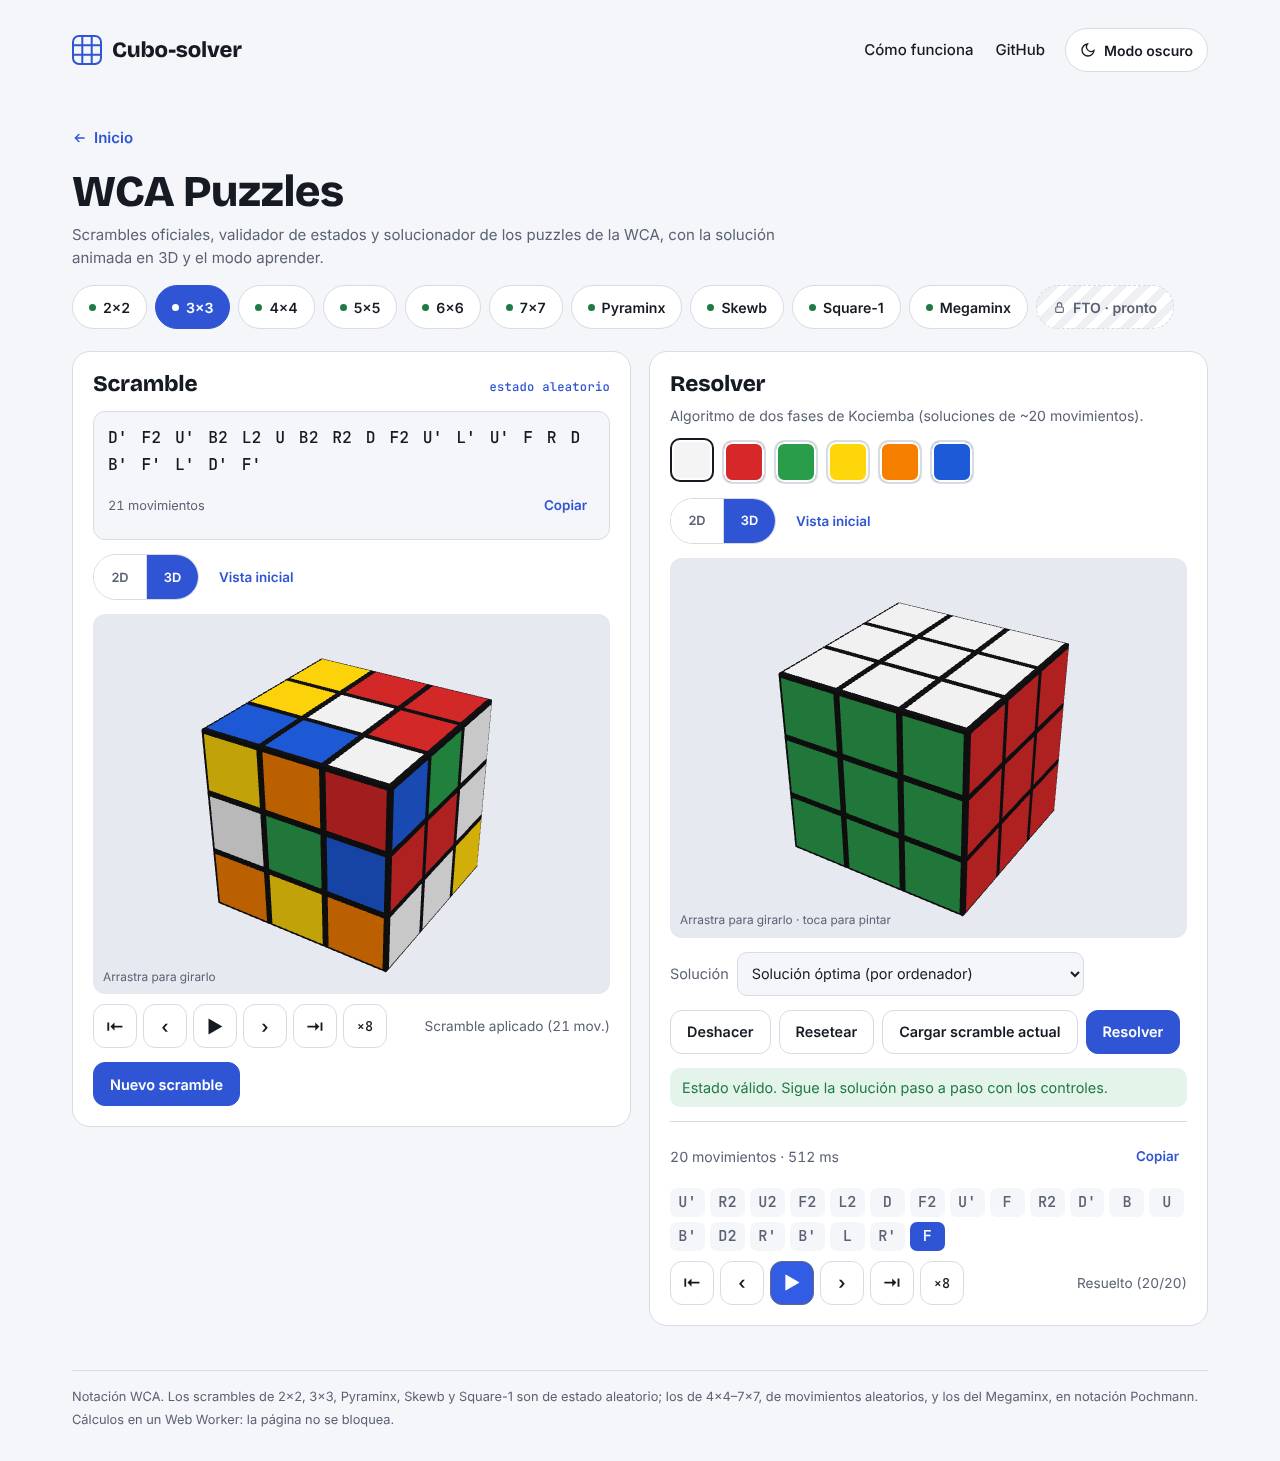 Cubo-solver
Cómo funciona
GitHub
Modo oscuro
← Inicio
WCA Puzzles
Scrambles oficiales, validador de estados y solucionador de los puzzles de la WCA, con la solución
animada en 3D y el modo aprender.
2×2
3×3
4×4
5×5
6×6
7×7
Pyraminx
Skewb
Square-1
Megaminx
FTO · pronto
Scramble
estado aleatorio
D' F2 U' B2 L2 U B2 R2 D F2 U' L' U' F R D
B' F' L' D' F'
21 movimientos
Copiar
2D
3D
Vista inicial
Arrastra para girarlo
×8
Scramble aplicado (21 mov.)
Nuevo scramble
Resolver
Algoritmo de dos fases de Kociemba (soluciones de ~20 movimientos).
2D
3D
Vista inicial
Arrastra para girarlo · toca para pintar
Solución
Solución óptima (por ordenador)
Deshacer
Resetear
Cargar scramble actual
Resolver
Estado válido. Sigue la solución paso a paso con los controles.
20 movimientos · 512 ms
Copiar
U' R2 U2 F2 L2 D F2 U' F R2 D' B U
B' D2 R' B' L R' F
×8
Resuelto (20/20)
Notación WCA. Los scrambles de 2×2, 3×3, Pyraminx, Skewb y Square-1 son de estado aleatorio; los de 4×4–7×7, de movimientos aleatorios, y los del Megaminx, en notación Pochmann.
Cálculos en un Web Worker: la página no se bloquea.